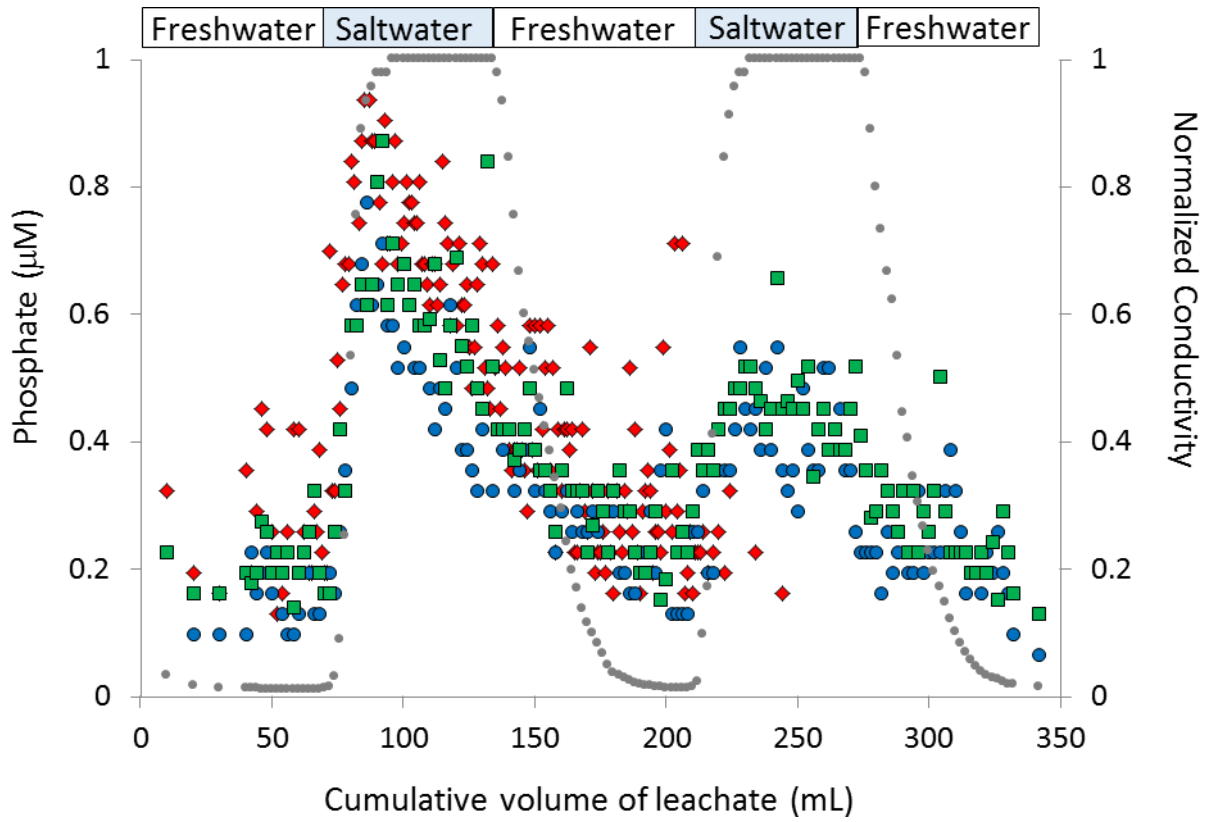 Freshwater Saltwater Freshwater Saltwater Freshwater
1 1
0.8 0.8
0.6 0.6
0.4 0.4
0.2 0.2
0 0
Phosphate (µM)
Normalized Conductivity
0 50 100 150 200 250 300 350
Cumulative volume of leachate (mL)